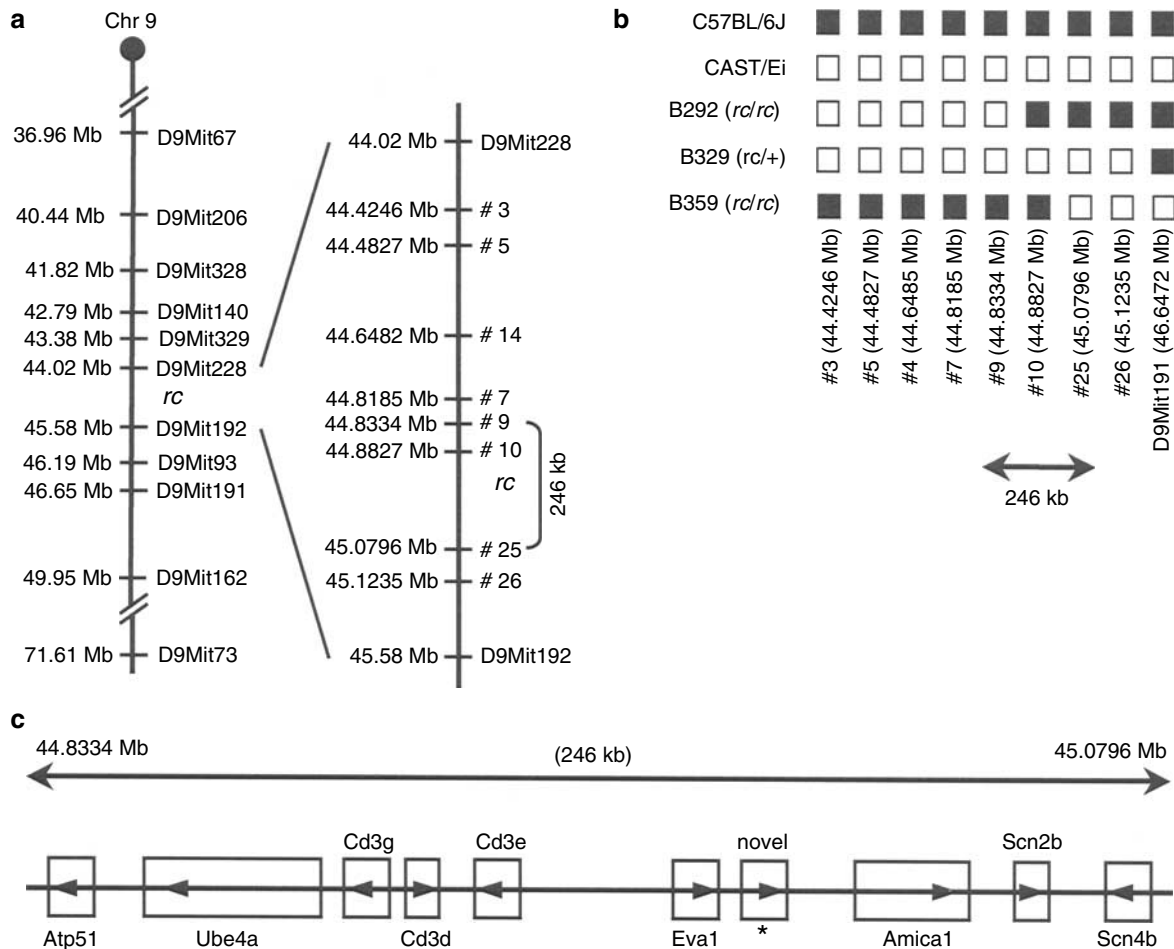 a
Chr 9
36.96 Mb D9Mit67
40.44 Mb D9Mit206
41.82 Mb D9Mit328
42.79 Mb D9Mit140
43.38 Mb D9Mit329
44.02 Mb D9Mit228
rc
45.58 Mb D9Mit192
46.19 Mb D9Mit93
46.65 Mb D9Mit191
49.95 Mb D9Mit162
71.61 Mb D9Mit73
44.02 Mb D9Mit228
44.4246 Mb # 3
44.4827 Mb # 5
44.6482 Mb # 14
44.8185 Mb # 7
44.8334 Mb # 9
44.8827 Mb # 10
rc
246 kb
45.0796 Mb # 25
45.1235 Mb # 26
45.58 Mb D9Mit192
b
C57BL/6J
CAST/Ei
B292 (rc/rc)
B329 (rc/+)
B359 (rc/rc)
#3 (44.4246 Mb)
#5 (44.4827 Mb)
#4 (44.6485 Mb)
#7 (44.8185 Mb)
#9 (44.8334 Mb)
#10 (44.8827 Mb)
#25 (45.0796 Mb)
#26 (45.1235 Mb)
D9Mit191 (46.6472 Mb)
246 kb
c
44.8334 Mb (246 kb) 45.0796 Mb
Cd3g Cd3e novel Scn2b
Atp51 Ube4a Cd3d Eva1 * Amica1 Scn4b